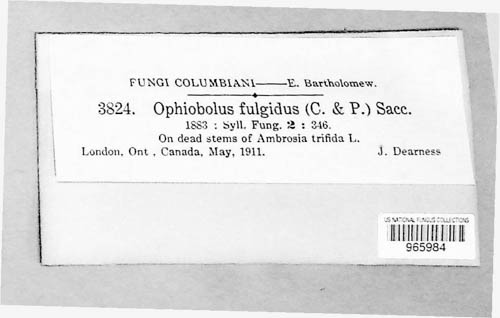 FUNGI COLUMBIANI——E. Bartholomew.
3824. Ophiobolus fulgidus (C. & P.) Sacc.
1883 : Syll. Fung. 2 : 346.
On dead stems of Ambrosia trifida L.
London, Ont , Canada, May, 1911. J. Dearness
US NATIONAL FUNGUS COLLECTIONS
965984